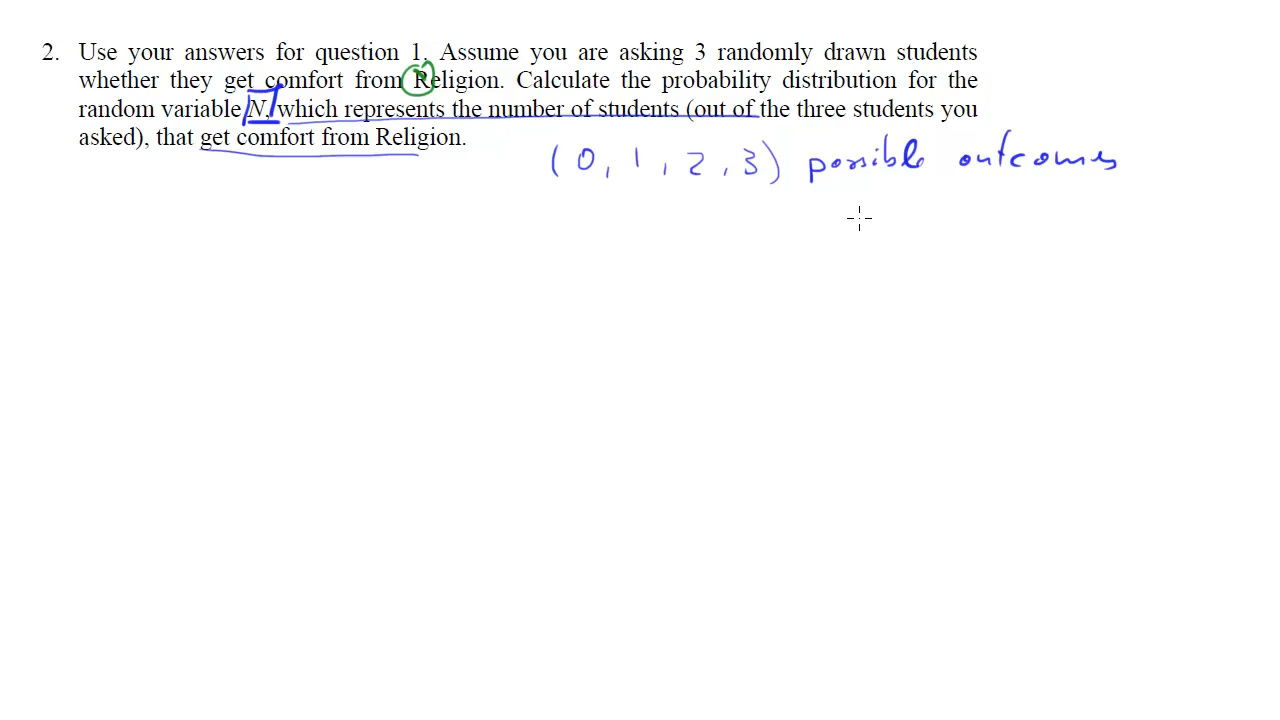 2. Use your answers for question 1. Assume you are asking 3 randomly drawn students
whether they get comfort from Religion. Calculate the probability distribution for the
random variable N, which represents the number of students (out of the three students you
asked), that get comfort from Religion.
(0, 1, 2, 3) possible outcomes